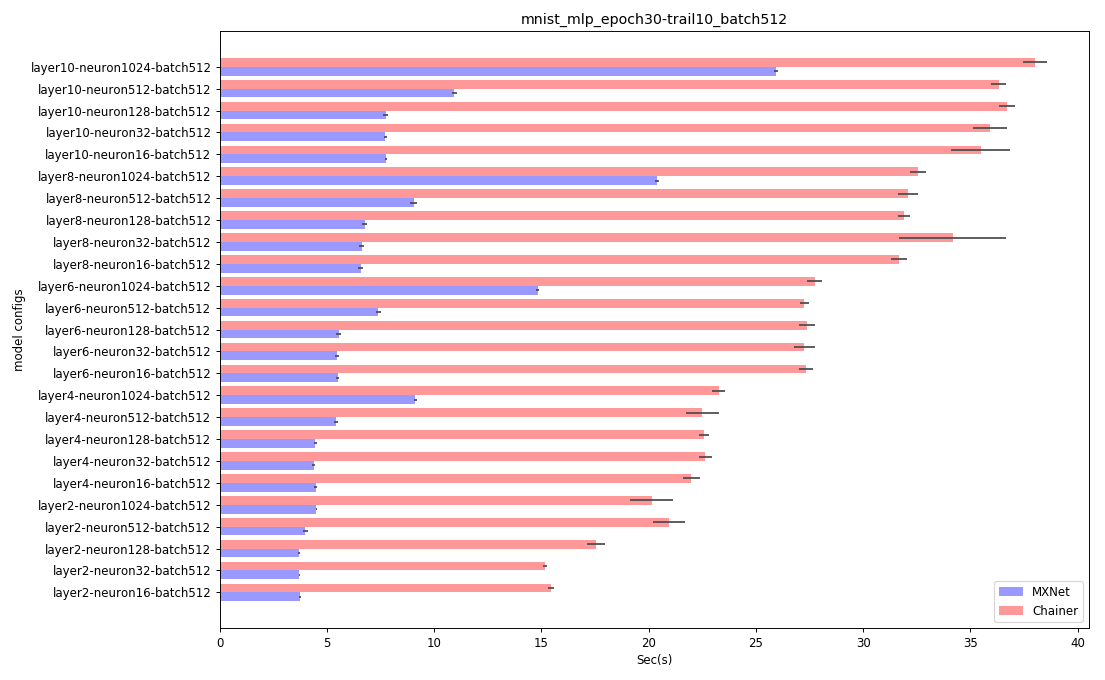 mnist_mlp_epoch30-trail10_batch512
layer10-neuron1024-batch512
layer10-neuron512-batch512
layer10-neuron128-batch512
layer10-neuron32-batch512
layer10-neuron16-batch512
layer8-neuron1024-batch512
layer8-neuron512-batch512
layer8-neuron128-batch512
layer8-neuron32-batch512
layer8-neuron16-batch512
layer6-neuron1024-batch512
layer6-neuron512-batch512
layer6-neuron128-batch512
layer6-neuron32-batch512
layer6-neuron16-batch512
layer4-neuron1024-batch512
layer4-neuron512-batch512
layer4-neuron128-batch512
layer4-neuron32-batch512
layer4-neuron16-batch512
layer2-neuron1024-batch512
layer2-neuron512-batch512
layer2-neuron128-batch512
layer2-neuron32-batch512
layer2-neuron16-batch512
model configs
MXNet
Chainer
0 5 10 15 20 25 30 35 40
Sec(s)